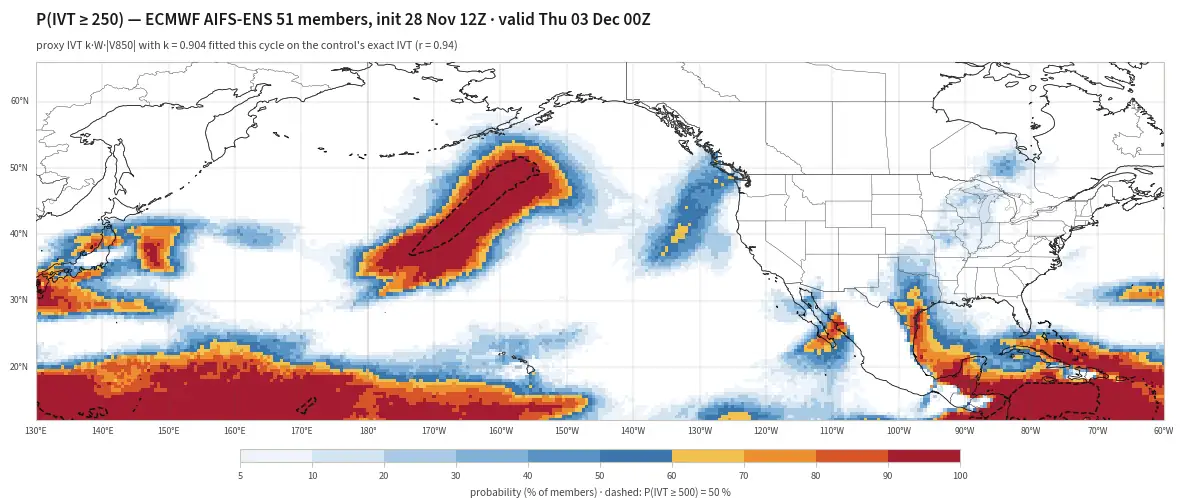 P(IVT ≥ 250) — ECMWF AIFS-ENS 51 members, init 28 Nov 12Z · valid Thu 03 Dec 00Z
proxy IVT k·W·|V850| with k = 0.904 fitted this cycle on the control's exact IVT (r = 0.94)
60°N
50°N
40°N
30°N
20°N
130°E 140°E 150°E 160°E 170°E 180° 170°W 160°W 150°W 140°W 130°W 120°W 110°W 100°W 90°W 80°W 70°W 60°W
5 10 20 30 40 50 60 70 80 90 100
probability (% of members) · dashed: P(IVT ≥ 500) = 50 %